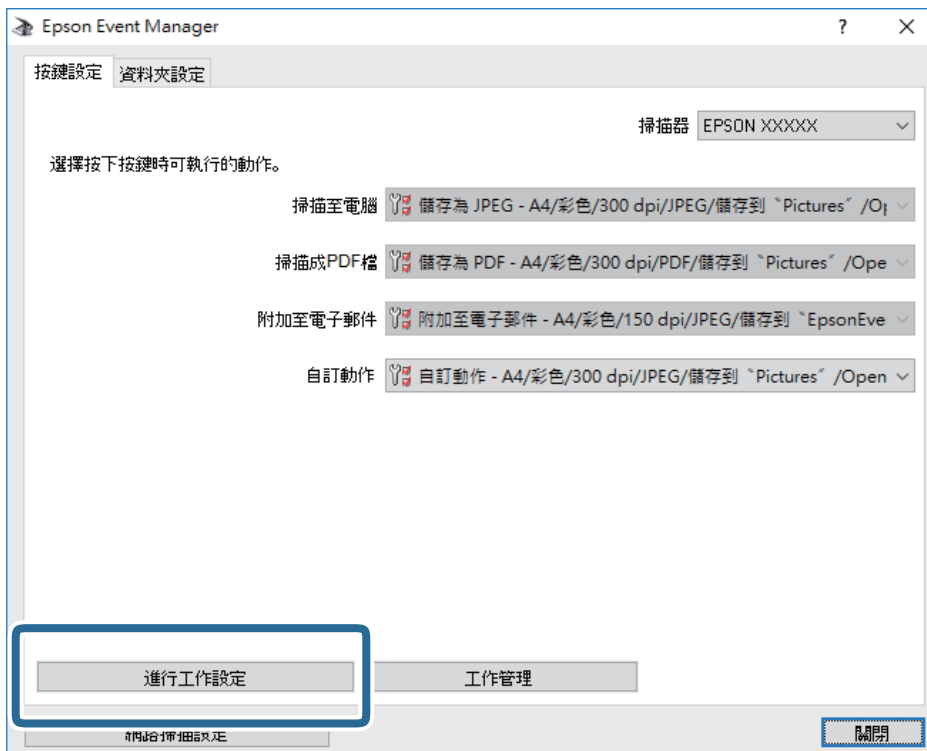 Epson Event Manager ?
按鍵設定 資料夾設定
掃描器 EPSON XXXXX
選擇按下按鍵時可執行的動作。
掃描至電腦 儲存為 JPEG - A4/彩色/300 dpi/JPEG/儲存到〝Pictures〞/O
掃描成PDF檔 儲存為 PDF - A4/彩色/300 dpi/PDF/儲存到〝Pictures〞/Ope
附加至電子郵件 附加至電子郵件 - A4/彩色/150 dpi/JPEG/儲存到〝EpsonEve
自訂動作 自訂動作 - A4/彩色/300 dpi/JPEG/儲存到〝Pictures〞/Open
進行工作設定 工作管理
網路掃描設定 關閉